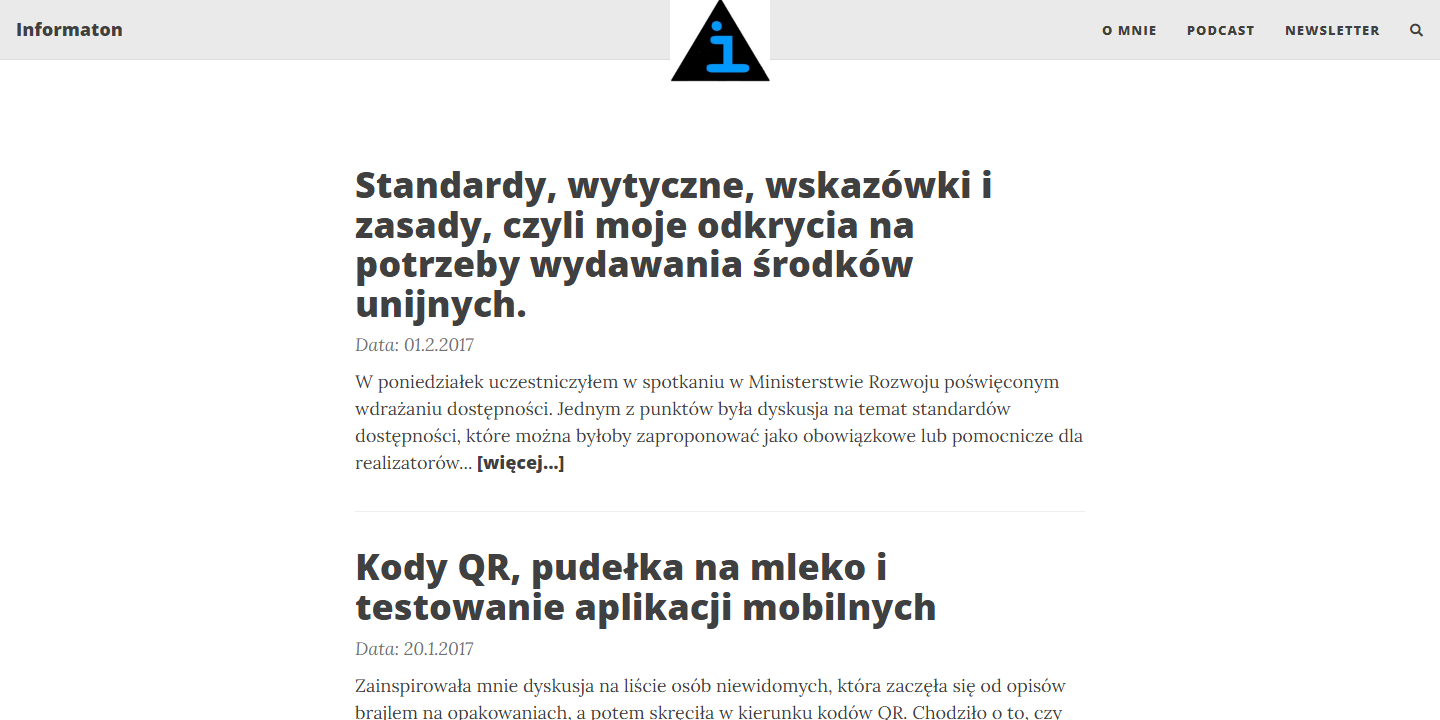 Informaton
i
O MNIE
PODCAST
NEWSLETTER
Standardy, wytyczne, wskazówki i
zasady, czyli moje odkrycia na
potrzeby wydawania środków
unijnych.
Data: 01.2.2017
W poniedziałek uczestniczyłem w spotkaniu w Ministerstwie Rozwoju poświęconym
wdrażaniu dostępności. Jednym z punktów była dyskusja na temat standardów
dostępności, które można byłoby zaproponować jako obowiązkowe lub pomocnicze dla
realizatorów... [więcej...]
Kody QR, pudełka na mleko i
testowanie aplikacji mobilnych
Data: 20.1.2017
Zainspirowała mnie dyskusja na liście osób niewidomych, która zaczęła się od opisów
brajlem na opakowaniach, a potem skręciła w kierunku kodów QR. Chodziło o to, czy